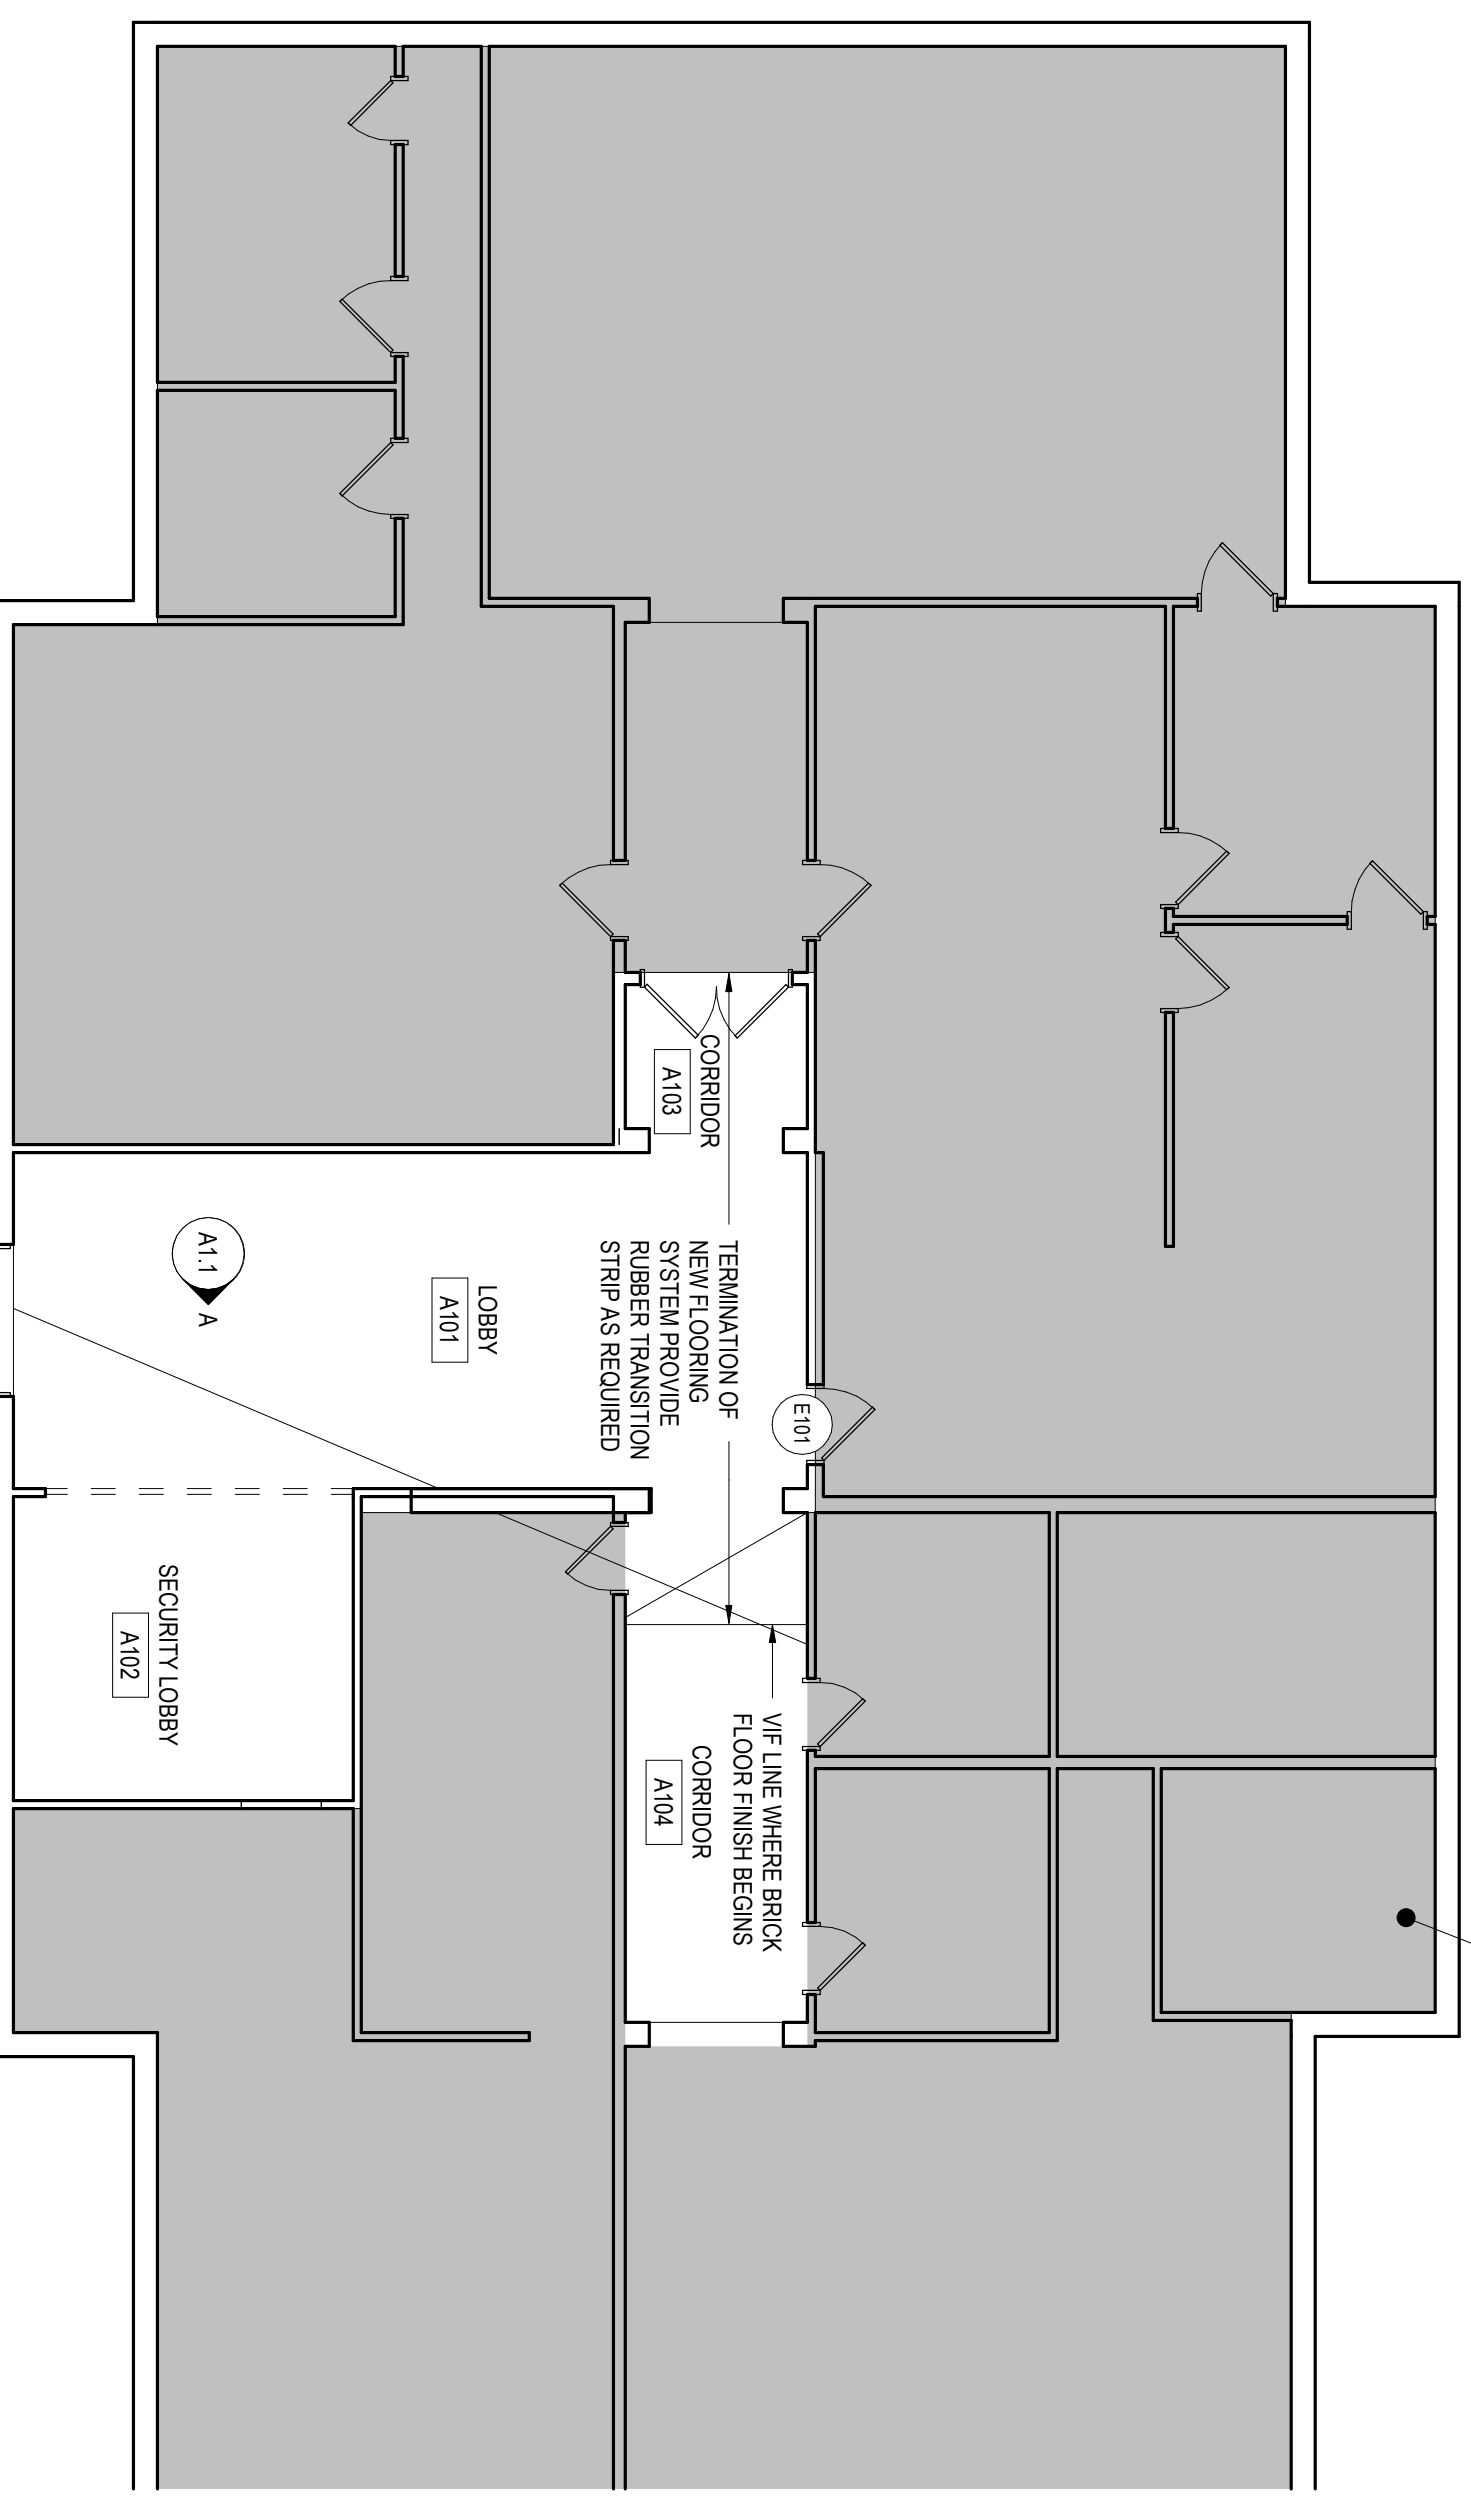 CORRIDOR
A103
TERMINATION OF
NEW FLOORING
SYSTEM PROVIDE
RUBBER TRANSITION
STRIP AS REQUIRED
E101
LOBBY
A101
A1.1
A
VIF LINE WHERE BRICK
FLOOR FINISH BEGINS
CORRIDOR
A104
SECURITY LOBBY
A102